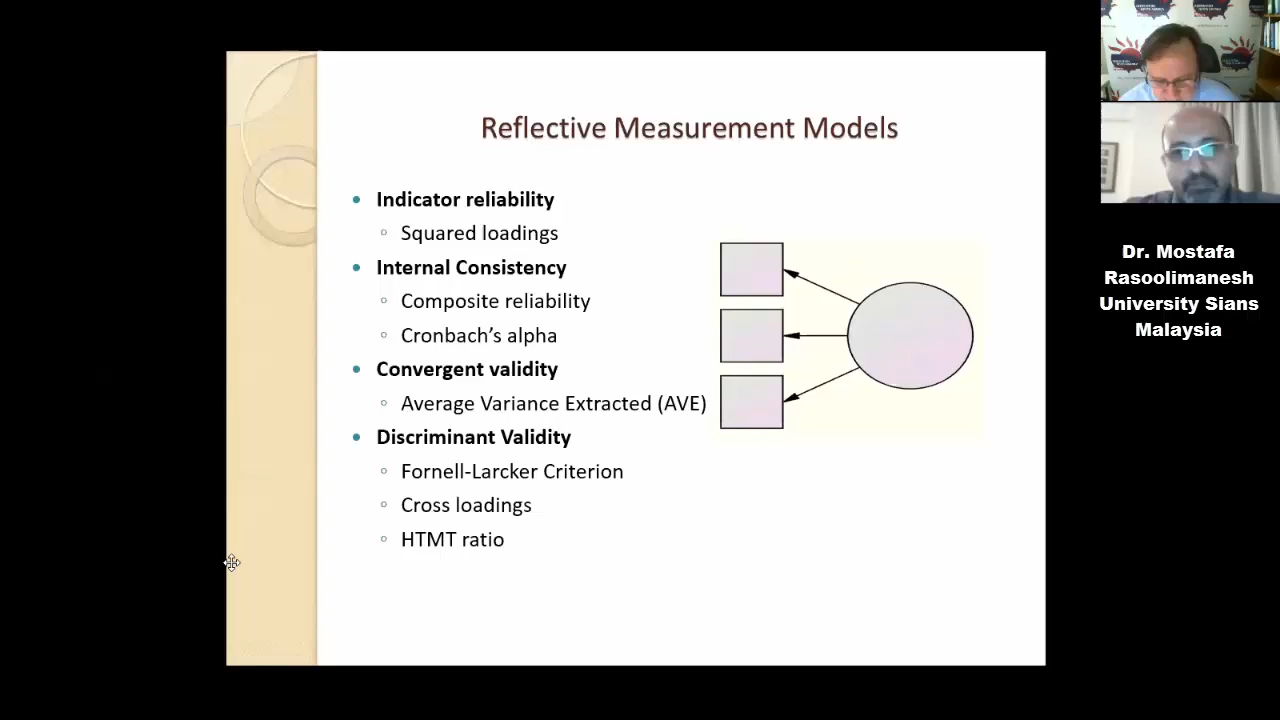 Reflective Measurement Models
• Indicator reliability
◦ Squared loadings
• Internal Consistency
◦ Composite reliability
◦ Cronbach’s alpha
• Convergent validity
◦ Average Variance Extracted (AVE)
• Discriminant Validity
◦ Fornell-Larcker Criterion
◦ Cross loadings
◦ HTMT ratio
Dr. Mostafa
Rasoolimanesh
University Sians
Malaysia